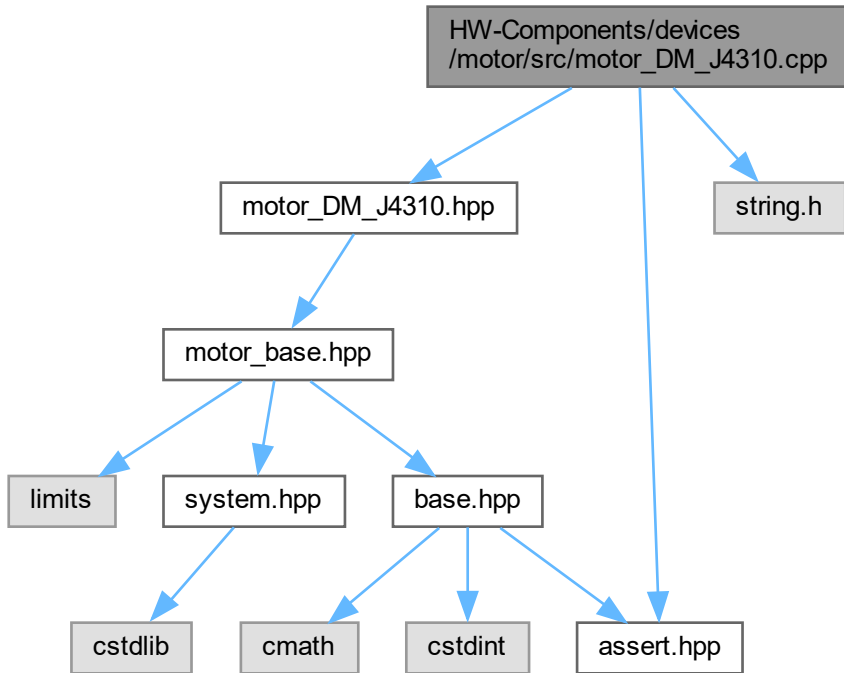 HW-Components/devices
/motor/src/motor_DM_J4310.cpp
motor_DM_J4310.hpp
string.h
motor_base.hpp
limits
system.hpp
base.hpp
cstdlib
cmath
cstdint
assert.hpp